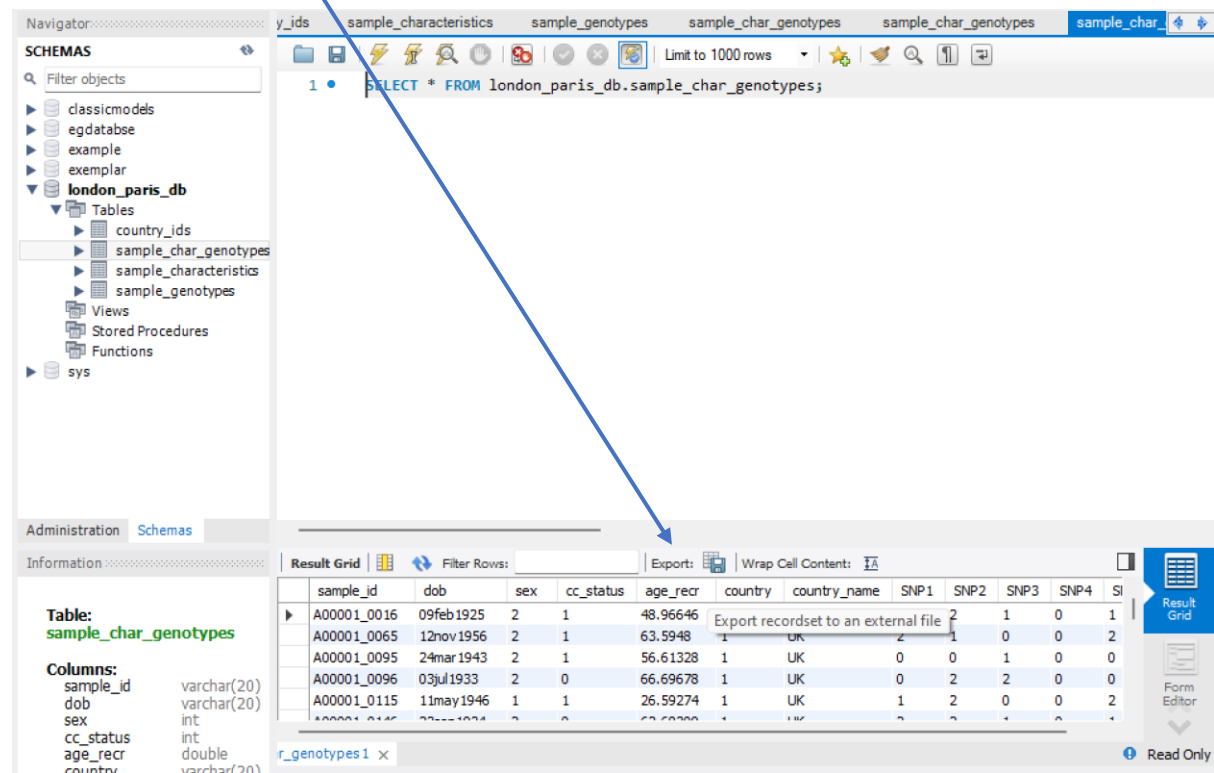 Navigator
SCHEMAS
Filter objects
classicmodels
egdatabse
example
exemplar
london_paris_db
Tables
country_ids
sample_char_genotypes
sample_characteristics
sample_genotypes
Views
Stored Procedures
Functions
sys
Administration Schemas
Information
Table:
sample_char_genotypes
Columns:
sample_id varchar(20)
dob varchar(20)
sex int
cc_status int
age_recr double
country varchar(20)
y_ids sample_characteristics sample_genotypes sample_char_genotypes sample_char_genotypes sample_char_
Limit to 1000 rows
1 SELECT * FROM london_paris_db.sample_char_genotypes;
Result Grid Filter Rows: Export: Wrap Cell Content:
sample_id dob sex cc_status age_recr country country_name SNP1 SNP2 SNP3 SNP4
A00001_0016 09feb1925 2 1 48.96646 2 1 0 1
Export recordset to an external file
A00001_0065 12nov1956 2 1 63.5948 1 UK 2 1 0 0 2
A00001_0095 24mar1943 2 1 56.61328 1 UK 0 0 1 0 0
A00001_0096 03jul1933 2 0 66.69678 1 UK 0 2 2 0 0
A00001_0115 11may1946 1 1 26.59274 1 UK 1 2 0 0 2
Result
Grid
Form
Editor
r_genotypes1
Read Only